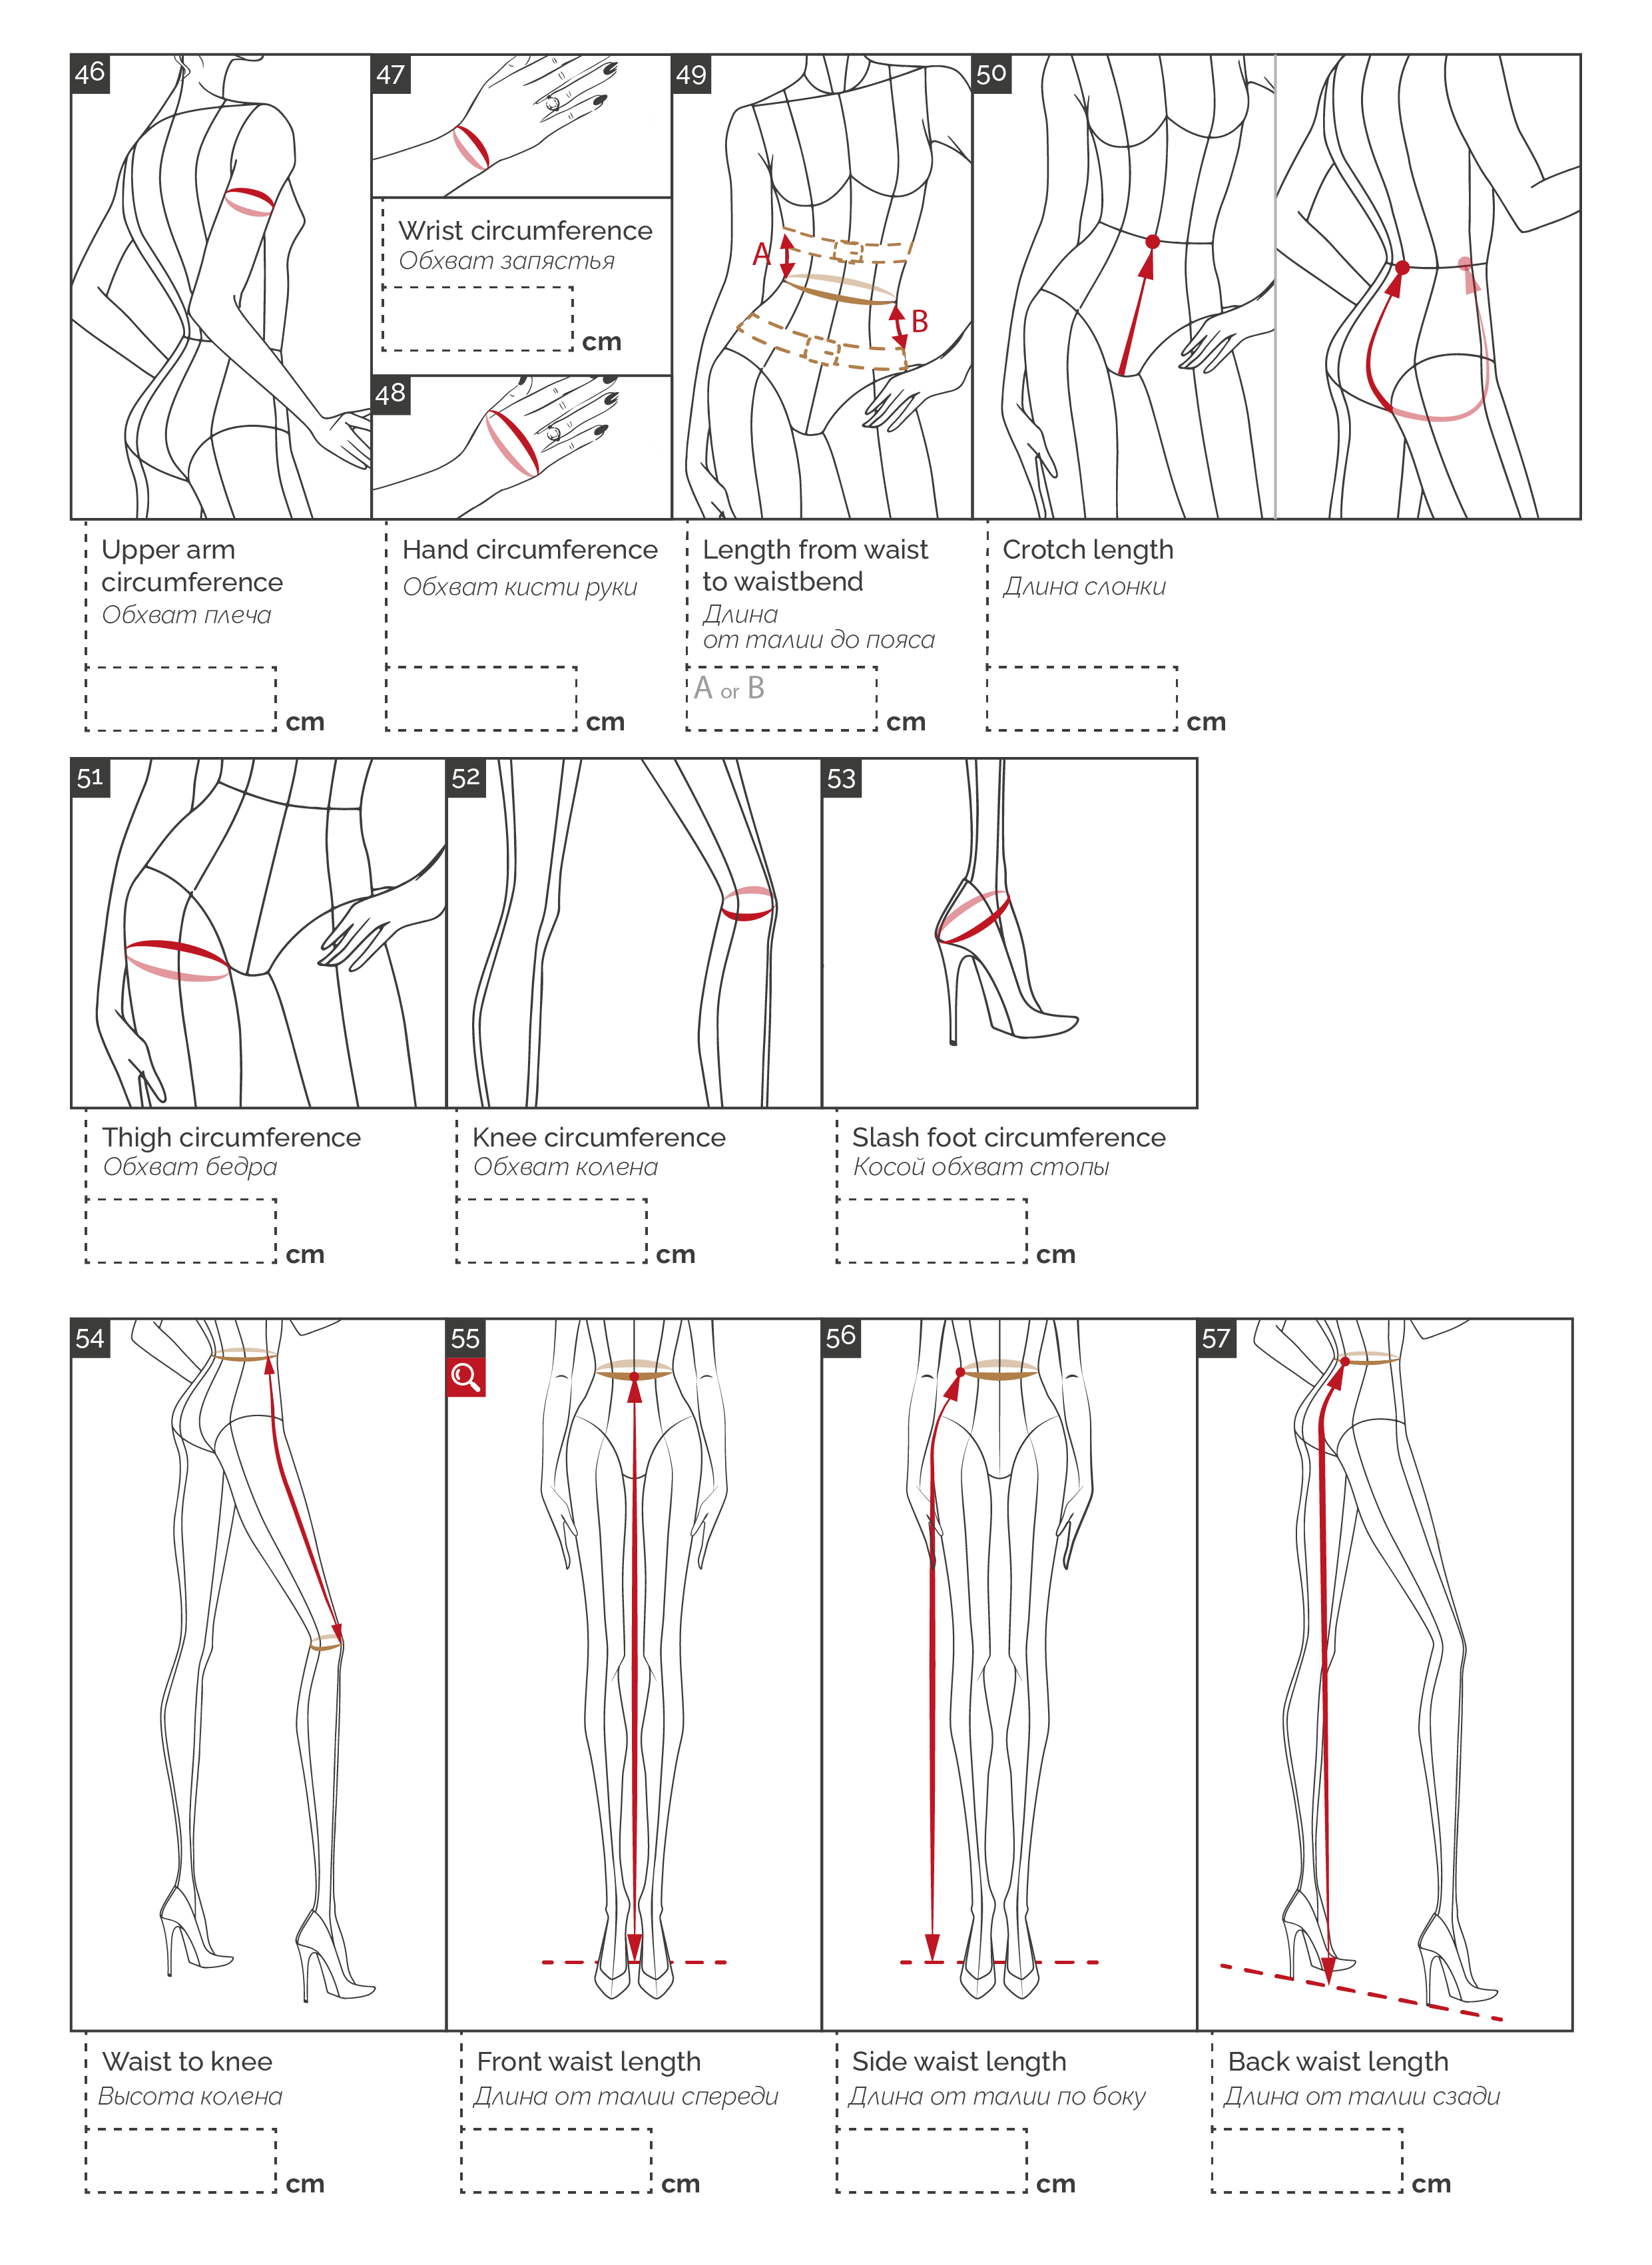 46
47
Wrist circumference
Обхват запястья
cm
48
49
A
B
50
Upper arm
circumference
Обхват плеча
cm
Hand circumference
Обхват кисти руки
cm
Length from waist
to waistbend
Длина
от талии до пояса
A or B
cm
Crotch length
Длина слонки
cm
51
52
53
Thigh circumference
Обхват бедра
cm
Knee circumference
Обхват колена
cm
Slash foot circumference
Косой обхват стопы
cm
54
55
56
57
Waist to knee
Высота колена
cm
Front waist length
Длина от талии спереди
cm
Side waist length
Длина от талии по боку
cm
Back waist length
Длина от талии сзади
cm